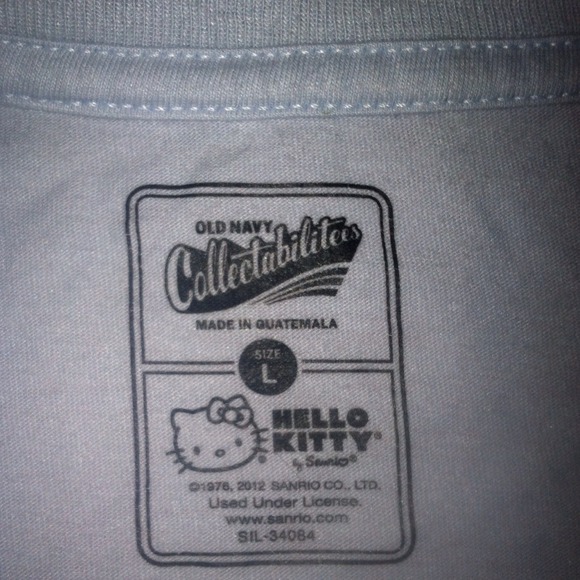 OLD NAVY
Collectabilitees
MADE IN GUATEMALA
SIZE
L
HELLO
KITTY®
by Sanrio®
©1976, 2012 SANRIO CO., LTD.
Used Under License.
www.sanrio.com
SIL-34064